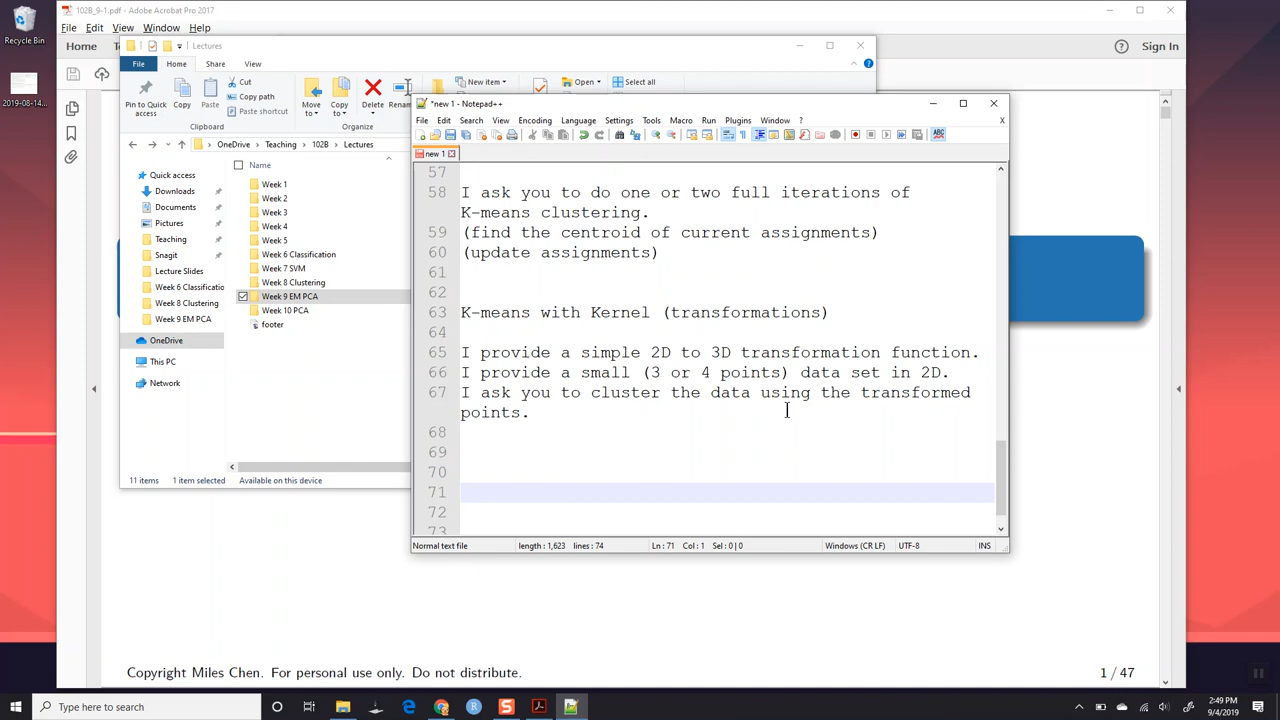 102B_9-1.pdf - Adobe Acrobat Pro 2017
File Edit View Window Help
Home
Sign In
Recycle Bin
2019-08-14...
Lectures
File Home Share View
Pin to Quick access
Copy
Paste
Cut
Copy path
Paste shortcut
Clipboard
Move to
Copy to
Delete
Renam
Organize
New item
Open
Select all
OneDrive > Teaching > 102B > Lectures
Quick access
Downloads
Documents
Pictures
Teaching
Snagit
Lecture Slides
Week 6 Classificatio
Week 8 Clustering
Week 9 EM PCA
OneDrive
This PC
Network
Name
Week 1
Week 2
Week 3
Week 4
Week 5
Week 6 Classification
Week 7 SVM
Week 8 Clustering
Week 9 EM PCA
Week 10 PCA
footer
11 items 1 item selected Available on this device
*new 1 - Notepad++
File Edit Search View Encoding Language Settings Tools Macro Run Plugins Window ? X
new 1
57
58 I ask you to do one or two full iterations of
K-means clustering.
59 (find the centroid of current assignments)
60 (update assignments)
61
62
63 K-means with Kernel (transformations)
64
65 I provide a simple 2D to 3D transformation function.
66 I provide a small (3 or 4 points) data set in 2D.
67 I ask you to cluster the data using the transformed
points.
68
69
70
71
72
73
Normal text file length : 1,623 lines : 74 Ln : 71 Col : 1 Sel : 0 | 0 Windows (CR LF) UTF-8 INS
Copyright Miles Chen. For personal use only. Do not distribute. 1 / 47
Type here to search
2:49 PM
9/4/2019